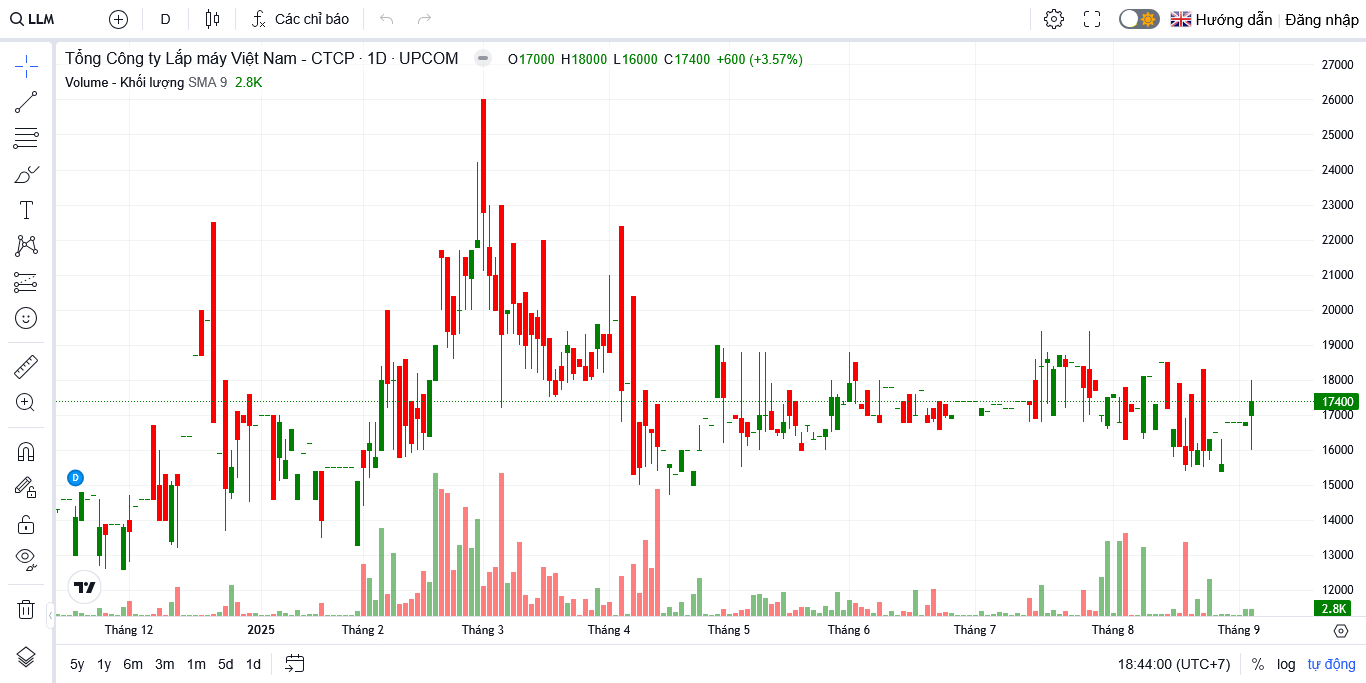 LLM D Các chỉ báo Hướng dẫn Đăng nhập
Tổng Công ty Lắp máy Việt Nam - CTCP · 1D · UPCOM O17000 H18000 L16000 C17400 +600 (+3.57%)
Volume - Khối lượng SMA 9 2.8K
27000
26000
25000
24000
23000
22000
21000
20000
19000
18000
17400
17000
16000
15000
14000
13000
12000
2.8K
D
Tháng 12 2025 Tháng 2 Tháng 3 Tháng 4 Tháng 5 Tháng 6 Tháng 7 Tháng 8 Tháng 9
5y 1y 6m 3m 1m 5d 1d 18:44:00 (UTC+7) % log tự động